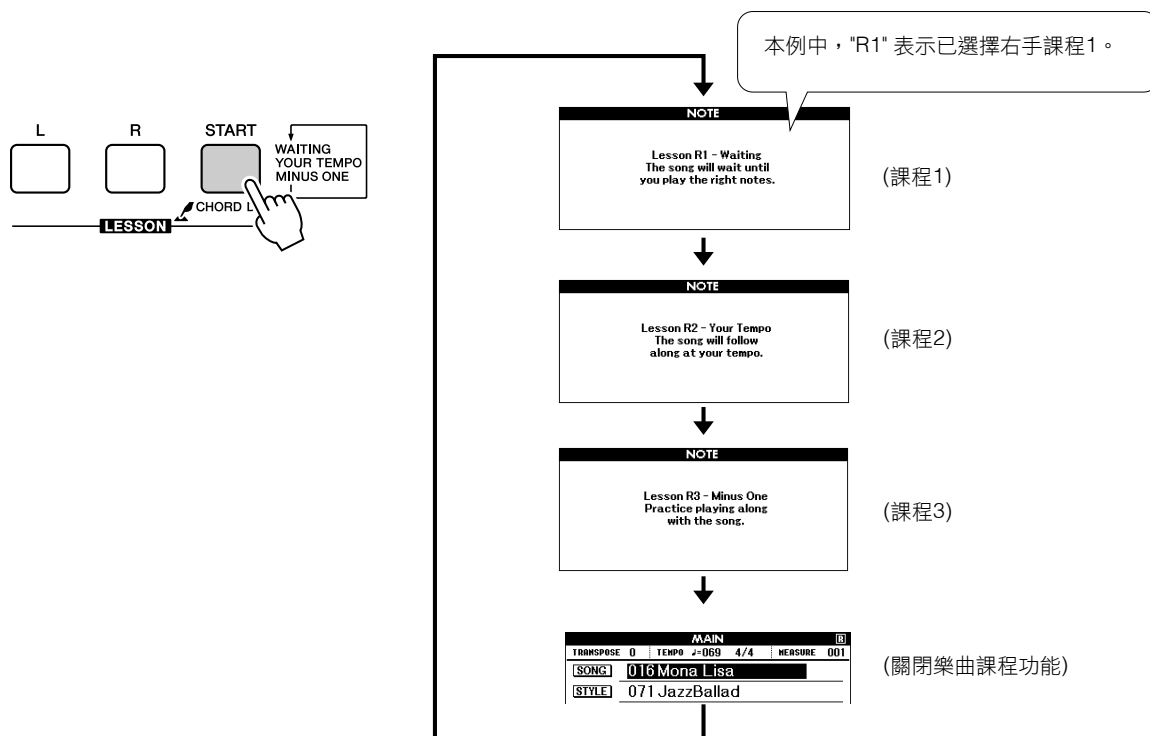 本例中，"R1" 表示已選擇右手課程1。
L
R
START
WAITING
YOUR TEMPO
MINUS ONE
CHORD L
LESSON
NOTE
Lesson R1 - Waiting
The song will wait until
you play the right notes.
(課程1)
NOTE
Lesson R2 - Your Tempo
The song will follow
along at your tempo.
(課程2)
NOTE
Lesson R3 - Minus One
Practice playing along
with the song.
(課程3)
MAIN R
TRANSPOSE 0 TEMPO ♩=069 4/4 MEASURE 001
SONG 016 Mona Lisa
STYLE 071 JazzBallad
(關閉樂曲課程功能)